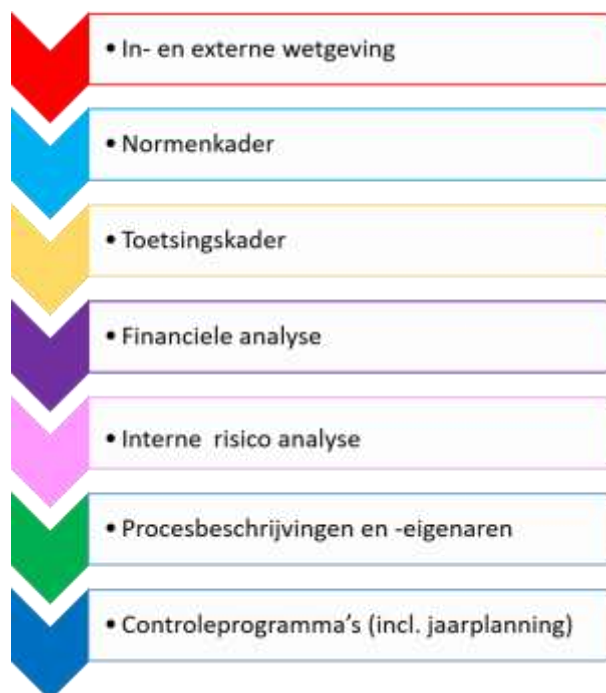 • In- en externe wetgeving
• Normenkader
• Toetsingskader
• Financiele analyse
• Interne risico analyse
• Procesbeschrijvingen en -eigenaren
• Controleprogramma's (incl. jaarplanning)